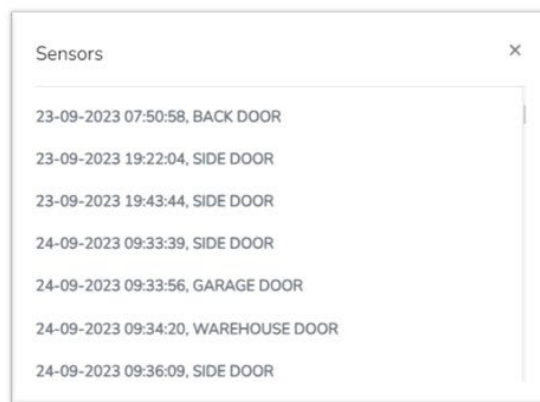 Sensors
23-09-2023 07:50:58, BACK DOOR
23-09-2023 19:22:04, SIDE DOOR
23-09-2023 19:43:44, SIDE DOOR
24-09-2023 09:33:39, SIDE DOOR
24-09-2023 09:33:56, GARAGE DOOR
24-09-2023 09:34:20, WAREHOUSE DOOR
24-09-2023 09:36:09, SIDE DOOR